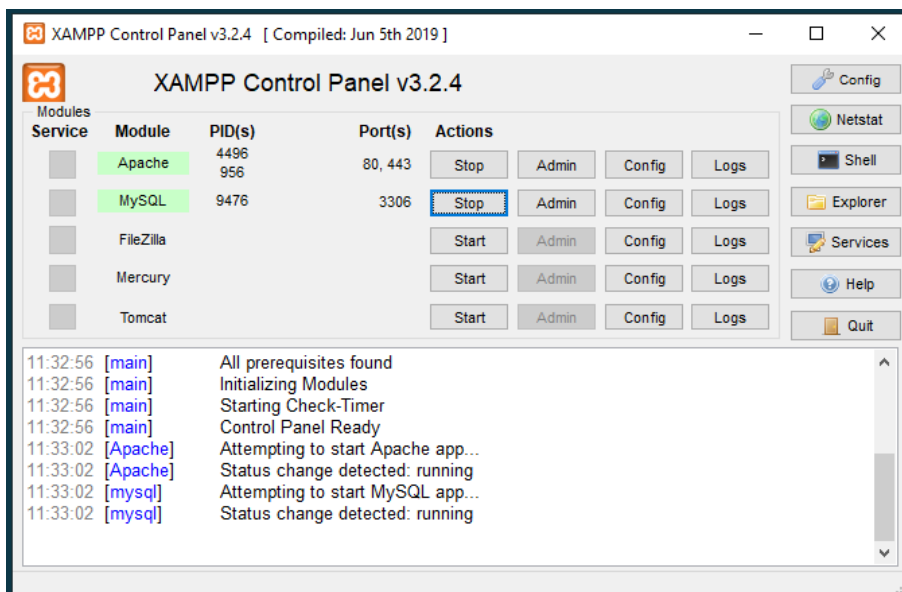 XAMPP Control Panel v3.2.4 [ Compiled: Jun 5th 2019 ]
XAMPP Control Panel v3.2.4
Config
Modules
Netstat
Service Module PID(s) Port(s) Actions
Apache 4496 956 80, 443 Stop Admin Config Logs
Shell
MySQL 9476 3306 Stop Admin Config Logs
Explorer
FileZilla Start Admin Config Logs
Services
Mercury Start Admin Config Logs
Help
Tomcat Start Admin Config Logs
Quit
11:32:56 [main] All prerequisites found
11:32:56 [main] Initializing Modules
11:32:56 [main] Starting Check-Timer
11:32:56 [main] Control Panel Ready
11:33:02 [Apache] Attempting to start Apache app...
11:33:02 [Apache] Status change detected: running
11:33:02 [mysql] Attempting to start MySQL app...
11:33:02 [mysql] Status change detected: running